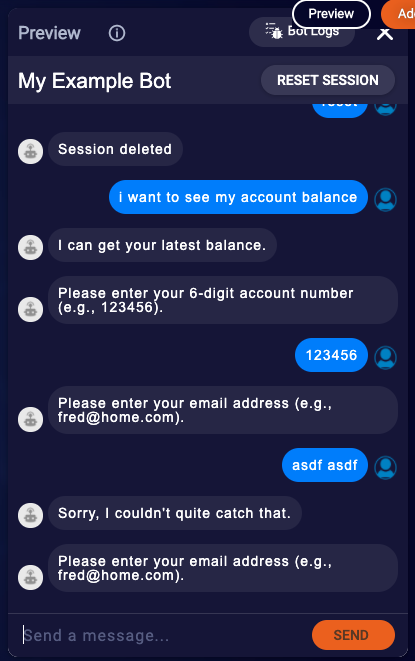 Preview
Preview
Bot Logs
My Example Bot
RESET SESSION
Session deleted
i want to see my account balance
I can get your latest balance.
Please enter your 6-digit account number
(e.g., 123456).
123456
Please enter your email address (e.g.,
fred@home.com).
asdf asdf
Sorry, I couldn't quite catch that.
Please enter your email address (e.g.,
fred@home.com).
Send a message...
SEND